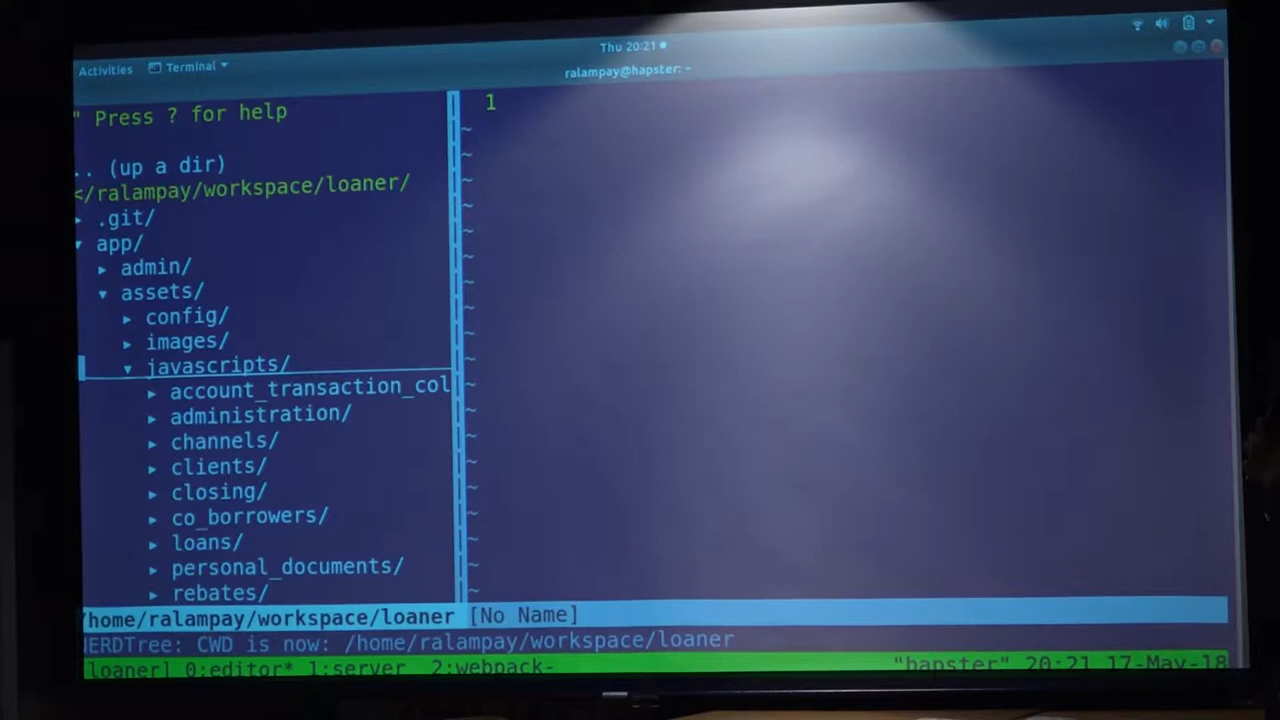 Thu 20:21
Activities Terminal
ralampay@hapster: ~
" Press ? for help
1
.. (up a dir)
</ralampay/workspace/loaner/
▸ .git/
▾ app/
▸ admin/
▾ assets/
▸ config/
▸ images/
▾ javascripts/
▸ account_transaction_col
▸ administration/
▸ channels/
▸ clients/
▸ closing/
▸ co_borrowers/
▸ loans/
▸ personal_documents/
▸ rebates/
/home/ralampay/workspace/loaner [No Name]
NERDTree: CWD is now: /home/ralampay/workspace/loaner
[loaner] 0:editor* 1:server 2:webpack- "hapster" 20:21 17-May-18